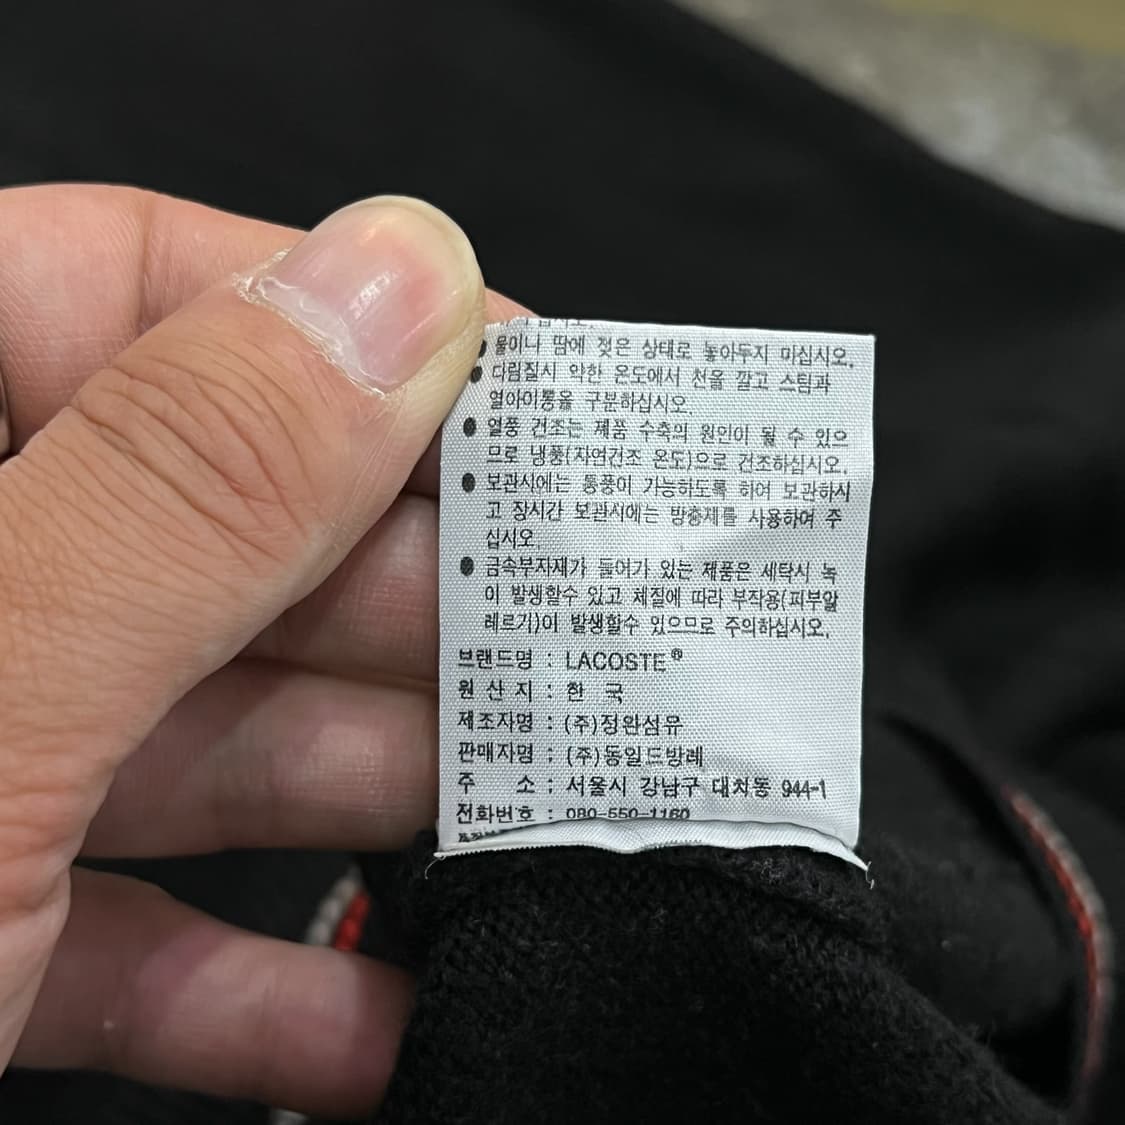 물이나 땀에 젖은 상태로 놓아두지 마십시오.
● 다림질시 약한 온도에서 천을 깔고 스팀과
열아이롱을 구분하십시오.
● 열풍 건조는 제품 수축의 원인이 될 수 있으
므로 냉풍(자연건조 온도)으로 건조하십시오.
● 보관시에는 통풍이 가능하도록 하여 보관하시
고 장시간 보관시에는 방충제를 사용하여 주
십시오.
● 금속부자재가 들어가 있는 제품은 세탁시 녹
이 발생할수 있고 체질에 따라 부작용(피부알
레르기)이 발생할수 있으므로 주의하십시오.
브랜드명 : LACOSTE®
원 산 지 : 한 국
제조자명 : (주)정완섬유
판매자명 : (주)동일드방레
주 소 : 서울시 강남구 대치동 944-1
전화번호 : 080-550-1160